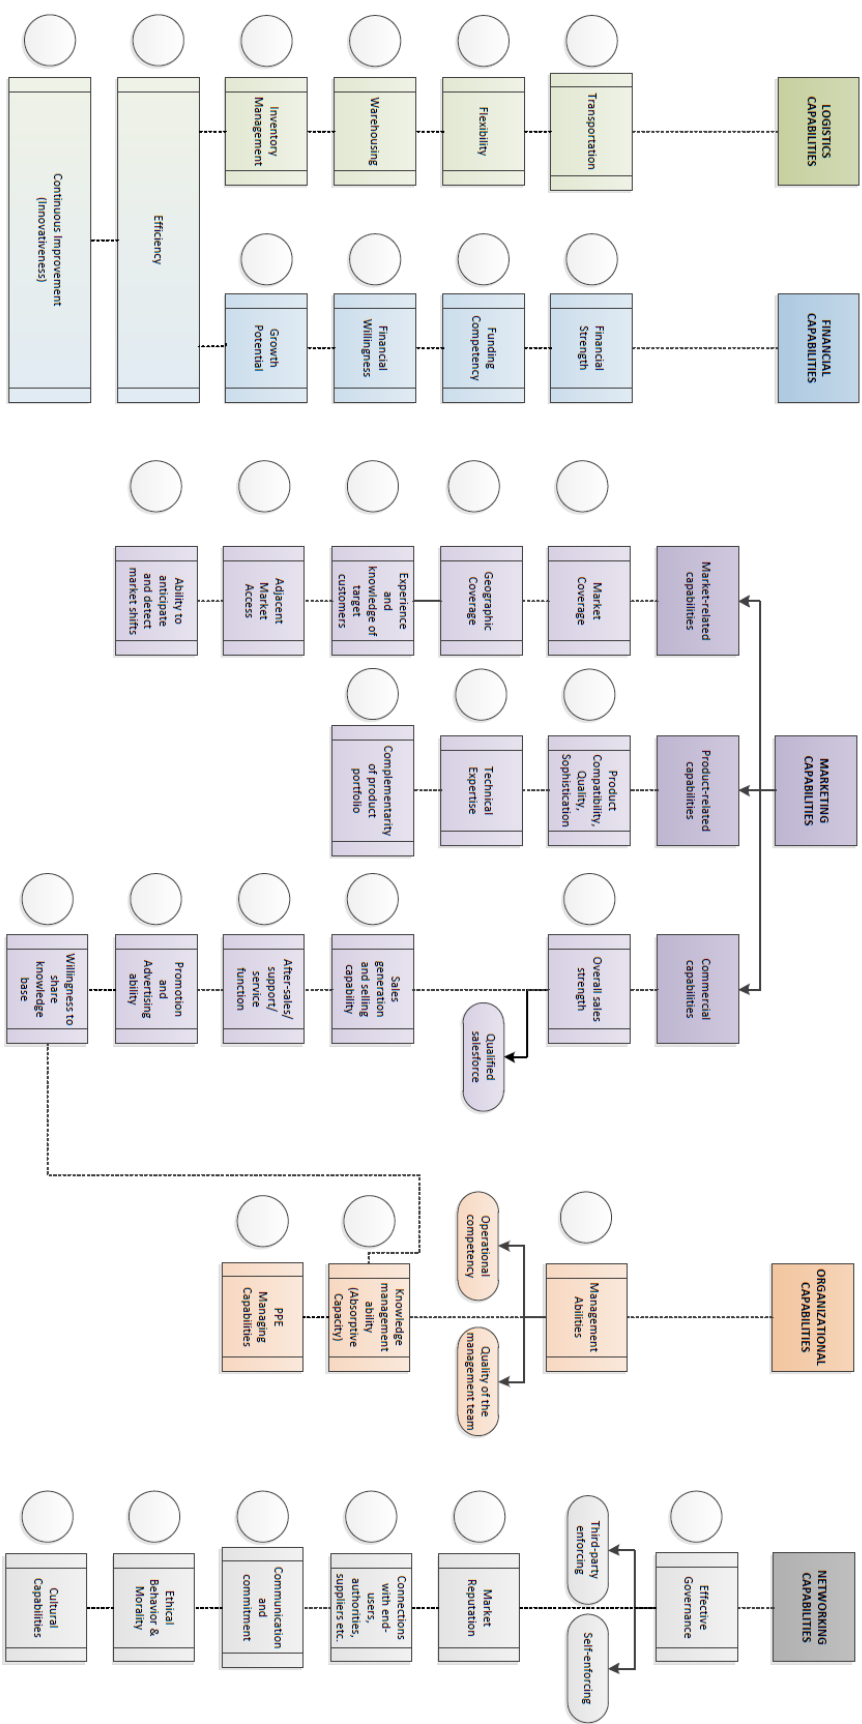 LOGISTICS
CAPABILITIES
Transportation
Flexibility
Warehousing
Inventory
Management
FINANCIAL
CAPABILITIES
Financial
Strength
Funding
Competency
Financial
Willingness
Growth
Potential
Efficiency
Continuous Improvement
(Innovativeness)
MARKETING
CAPABILITIES
Market-related
capabilities
Market
Coverage
Geographic
Coverage
Experience
and
knowledge of
target
customers
Adjacent
Market
Access
Ability to
anticipate
and detect
market shifts
Product-related
capabilities
Product
Compatibility,
Quality,
Sophistication
Technical
Expertise
Complementarity
of product
portfolio
Commercial
capabilities
Overall sales
strength
Qualified
salesforce
Sales
generation
and selling
capability
After-sales/
support/
service
function
Promotion
and
Advertising
ability
Willingness to
share
knowledge
base
ORGANIZATIONAL
CAPABILITIES
Management
Abilities
Operational
competency
Quality of the
management team
Knowledge
management
ability
(Absorptive
Capacity)
PPE
Managing
Capabilities
NETWORKING
CAPABILITIES
Effective
Governance
Third-party
enforcing
Self-enforcing
Market
Reputation
Connections
with end-
users,
authorities,
suppliers etc.
Communication
and
commitment
Ethical
Behavior &
Morality
Cultural
Capabilities